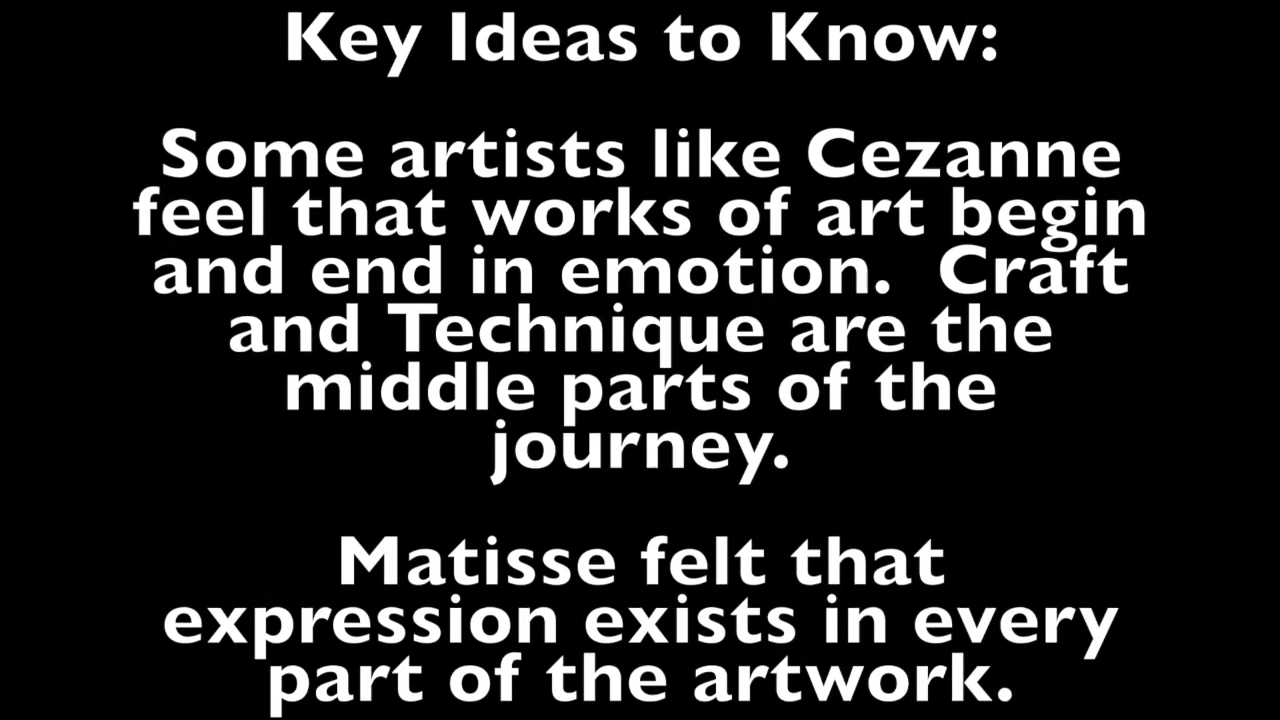 Key Ideas to Know:
Some artists like Cezanne
feel that works of art begin
and end in emotion.  Craft
and Technique are the
middle parts of the
journey.
Matisse felt that
expression exists in every
part of the artwork.